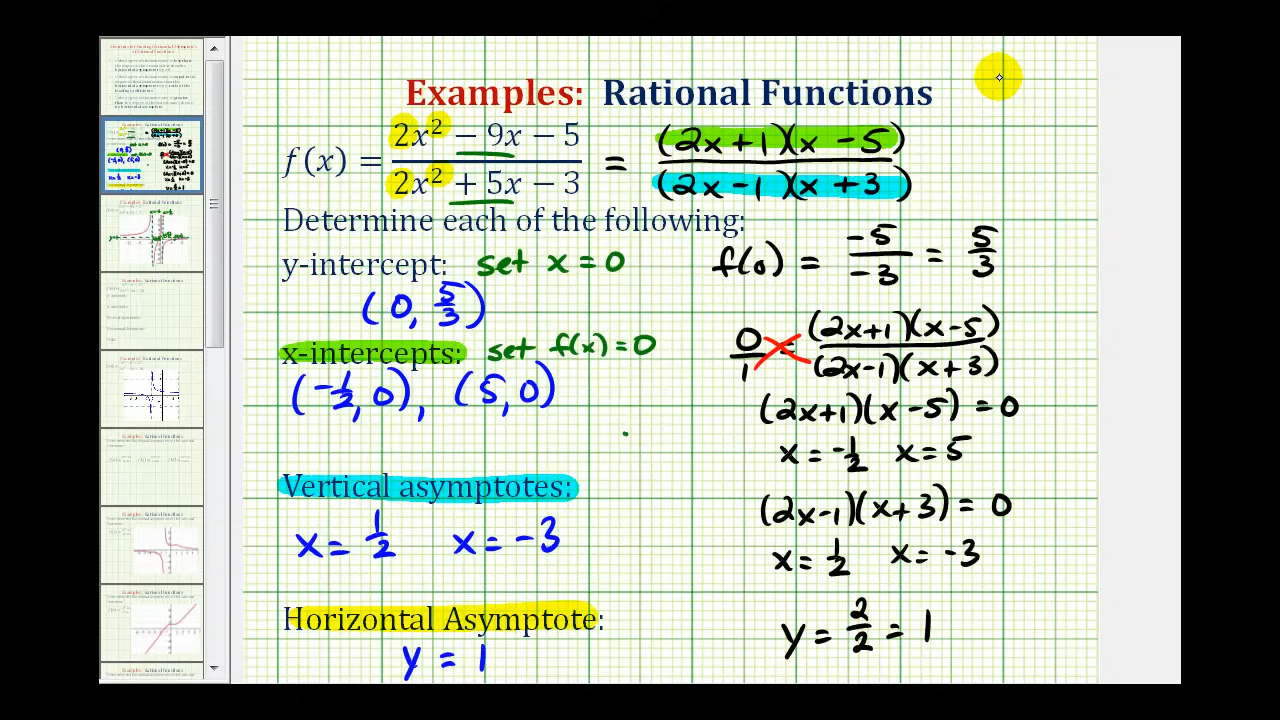 Examples: Rational Functions
f(x) = 2x² − 9x − 5 / 2x² + 5x − 3 = (2x+1)(x−5) / (2x−1)(x+3)
Determine each of the following:
y-intercept: set x = 0
f(0) = −5/−3 = 5/3
(0, 5/3)
x-intercepts: set f(x) = 0
0/1 = (2x+1)(x−5) / (2x−1)(x+3)
(−1/2, 0), (5, 0)
(2x+1)(x−5) = 0
x = −1/2 x = 5
Vertical asymptotes:
(2x−1)(x+3) = 0
x = 1/2 x = −3
x = 1/2 x = −3
Horizontal Asymptote:
y = 2/2 = 1
y = 1